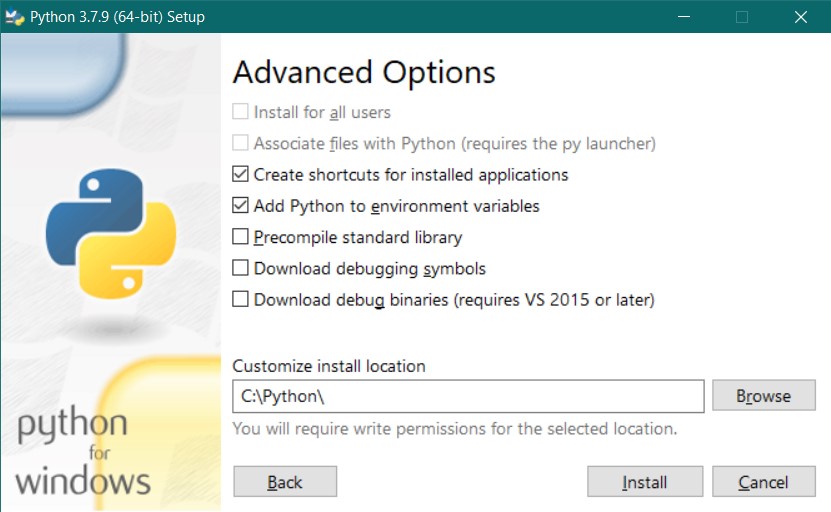 Python 3.7.9 (64-bit) Setup
Advanced Options
Install for all users
Associate files with Python (requires the py launcher)
Create shortcuts for installed applications
Add Python to environment variables
Precompile standard library
Download debugging symbols
Download debug binaries (requires VS 2015 or later)
Customize install location
C:\Python\
Browse
You will require write permissions for the selected location.
python
for
windows
Back
Install
Cancel